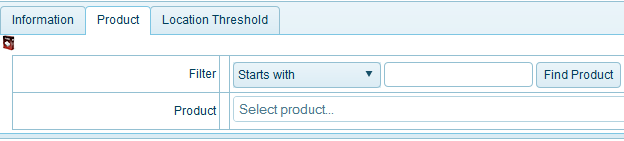 Information Product Location Threshold
Filter Starts with Find Product
Product Select product...